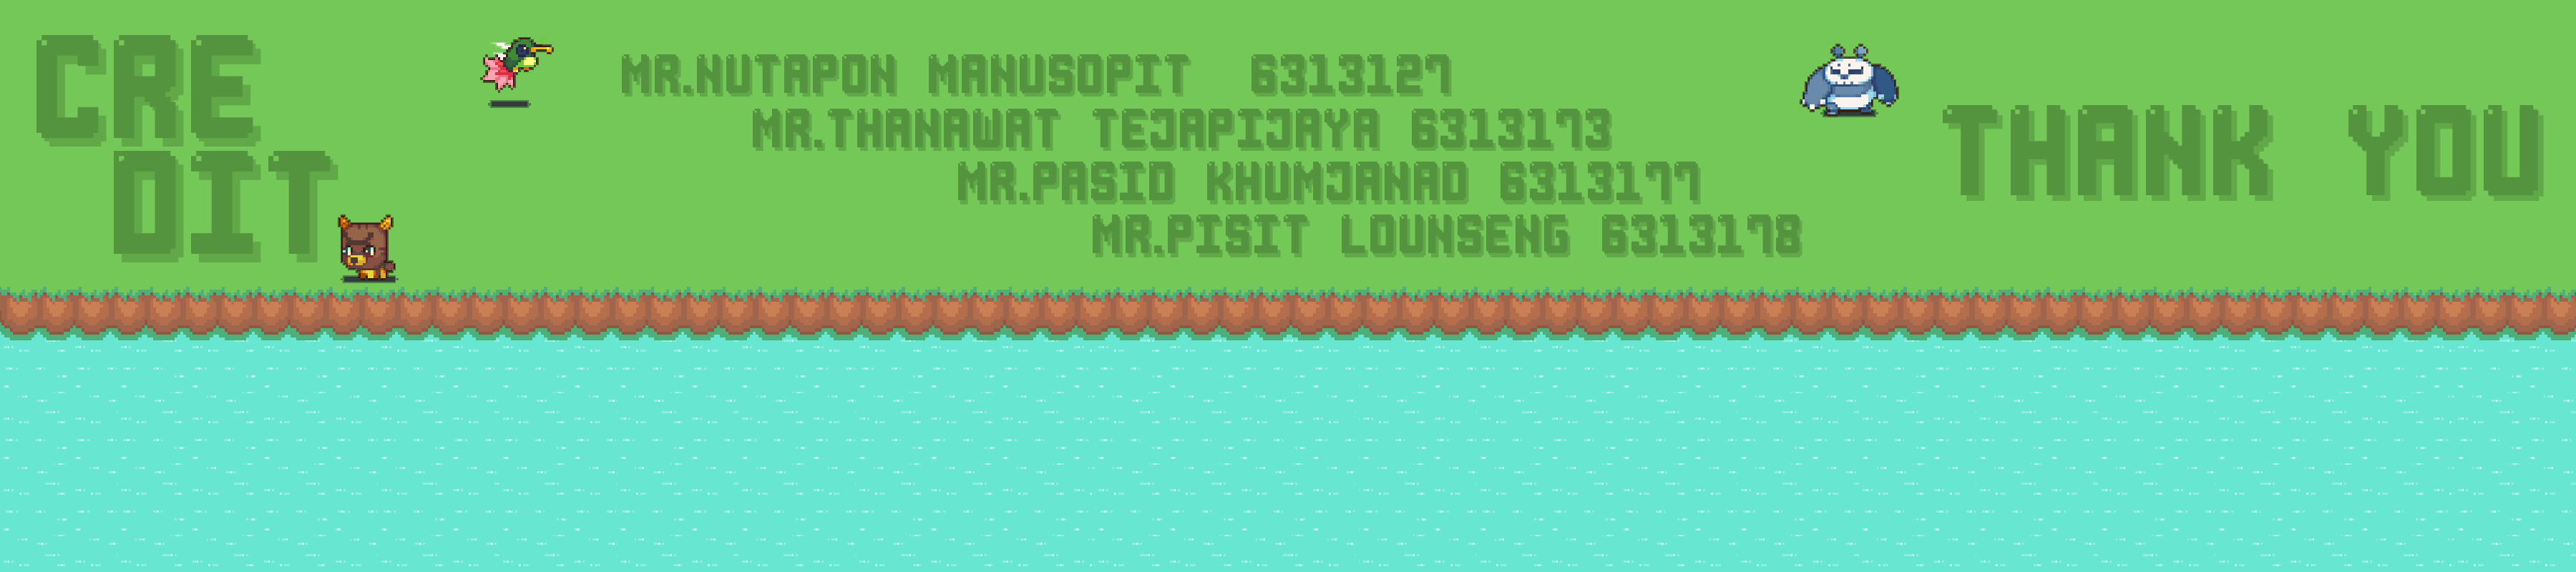 CRE
DIT
MR.NUTAPON MANUSOPIT 6313127
MR.THANAWAT TEJAPIJAYA 6313173
MR.PASID KHUMJANAD 6313177
MR.PISIT LOUNSENG 6313178
THANK YOU